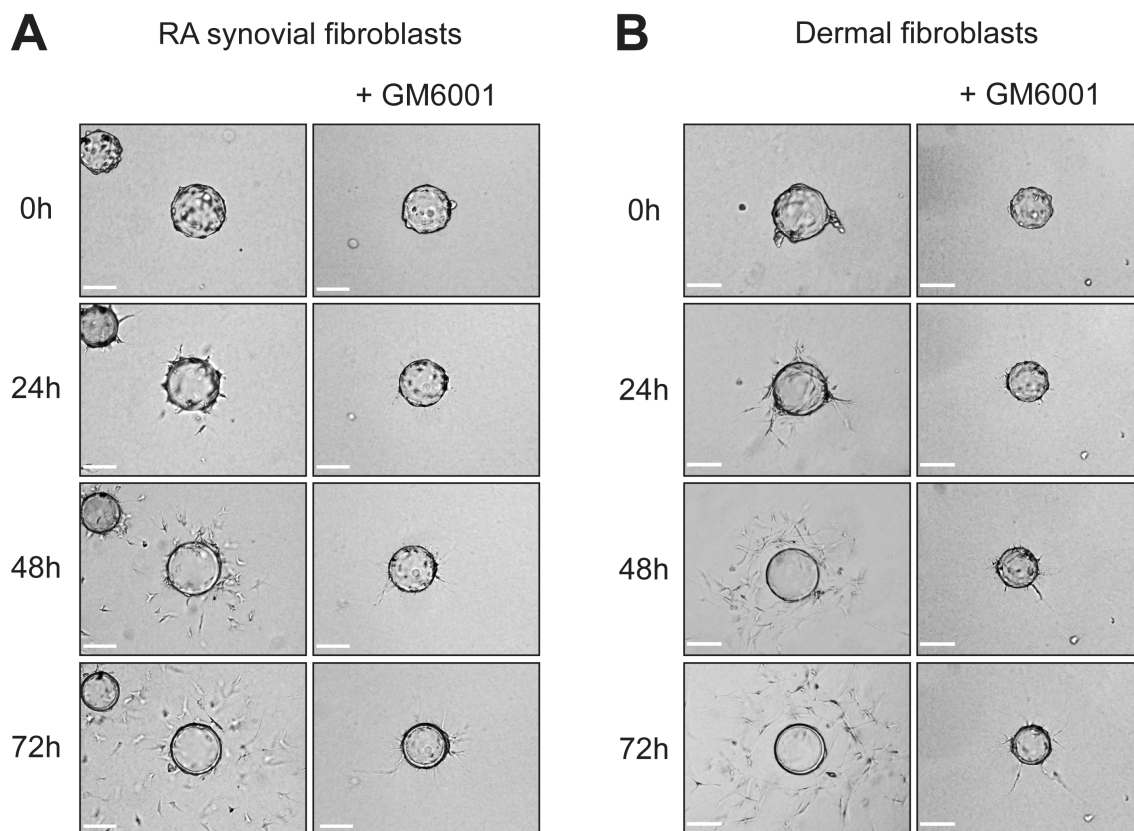 A RA synovial fibroblasts
+ GM6001
0h
24h
48h
72h
B Dermal fibroblasts
+ GM6001
0h
24h
48h
72h